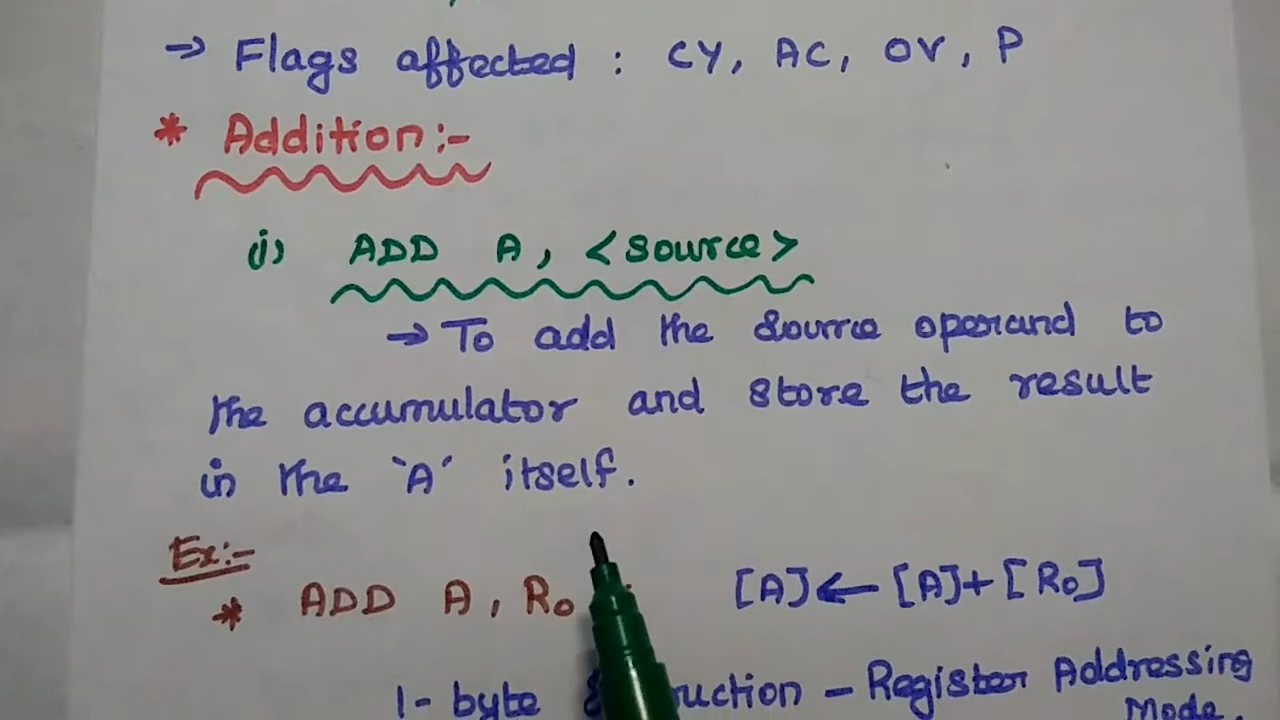 → Flags affected : CY, AC, OV, P
* Addition:-
(i) ADD A, <source>
→ To add the source operand to
the accumulator and store the result
in the `A' itself.
Ex:-
* ADD A, R0 [A]←[A]+[R0]
1-byte - Register Addressing
Mode.